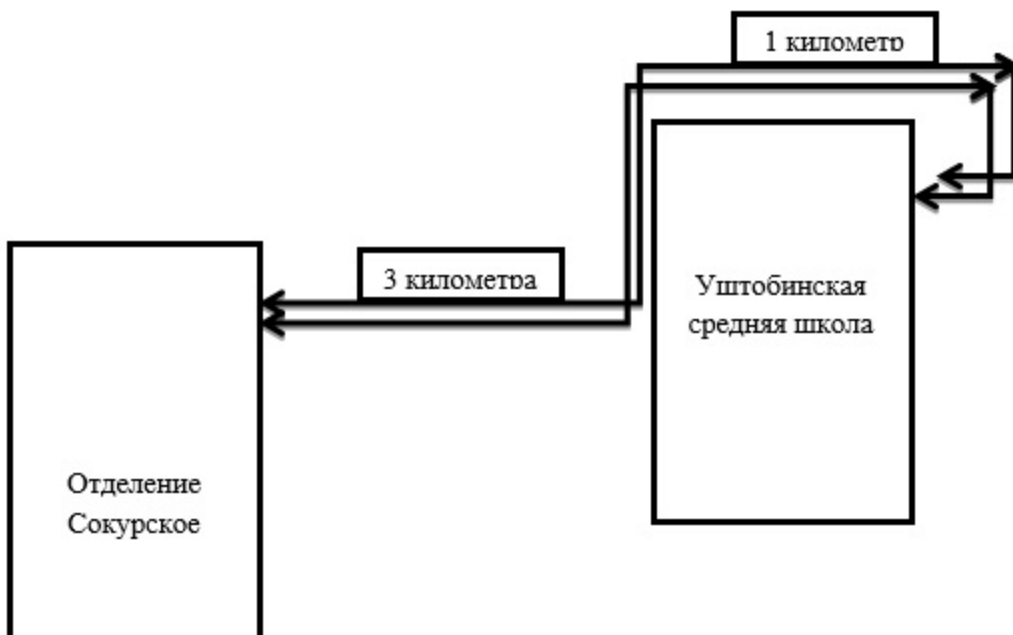 1 километр
3 километра
Уштобинская
средняя школа
Отделение
Сокурское